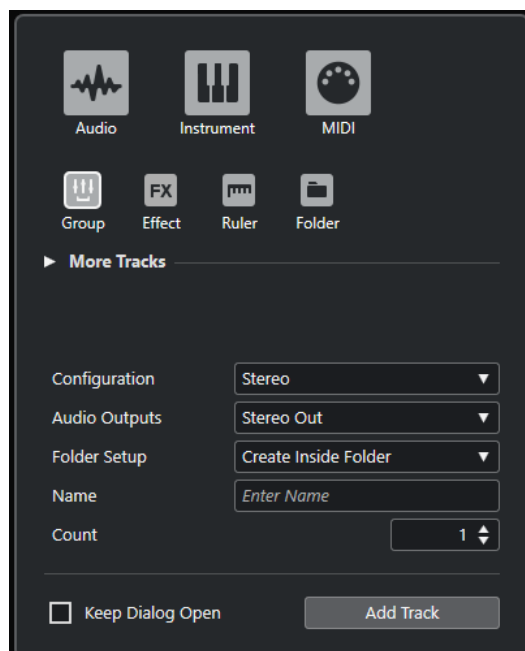 Audio Instrument MIDI
FX
Group Effect Ruler Folder
More Tracks
Configuration Stereo
Audio Outputs Stereo Out
Folder Setup Create Inside Folder
Name Enter Name
Count 1
Keep Dialog Open Add Track